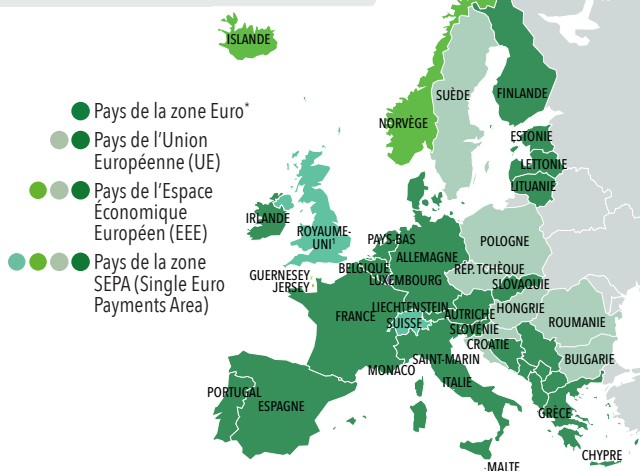 ISLANDE
Pays de la zone Euro*
Pays de l'Union
Européenne (UE)
Pays de l'Espace
Économique
Européen (EEE)
Pays de la zone
SEPA (Single Euro
Payments Area)
SUÈDE
FINLANDE
NORVÈGE
ESTONIE
LETTONIE
LITUANIE
IRLANDE
ROYAUME-
UNI¹
PAYS-BAS
POLOGNE
ALLEMAGNE
BELGIQUE
RÉP. TCHÈQUE
GUERNESEY
JERSEY
LUXEMBOURG
SLOVAQUIE
LIECHTENSTEIN
FRANCE
AUTRICHE
HONGRIE
SUISSE
SLOVÉNIE
ROUMANIE
CROATIE
SAINT-MARIN
BULGARIE
MONACO
ITALIE
PORTUGAL
ESPAGNE
GRÈCE
CHYPRE
MALTE